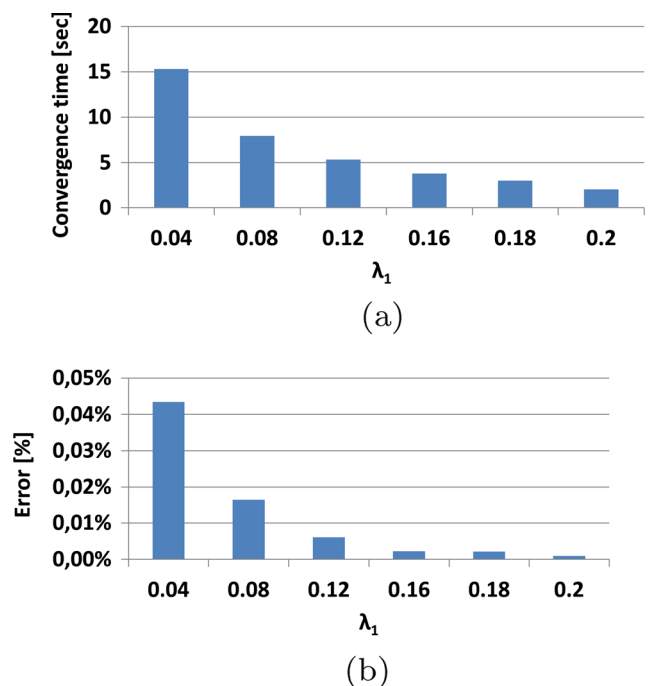 Convergence time [sec]
20
15
10
5
0
0.04 0.08 0.12 0.16 0.18 0.2
λ₁
(a)
Error [%]
0,05%
0,04%
0,03%
0,02%
0,01%
0,00%
0.04 0.08 0.12 0.16 0.18 0.2
λ₁
(b)